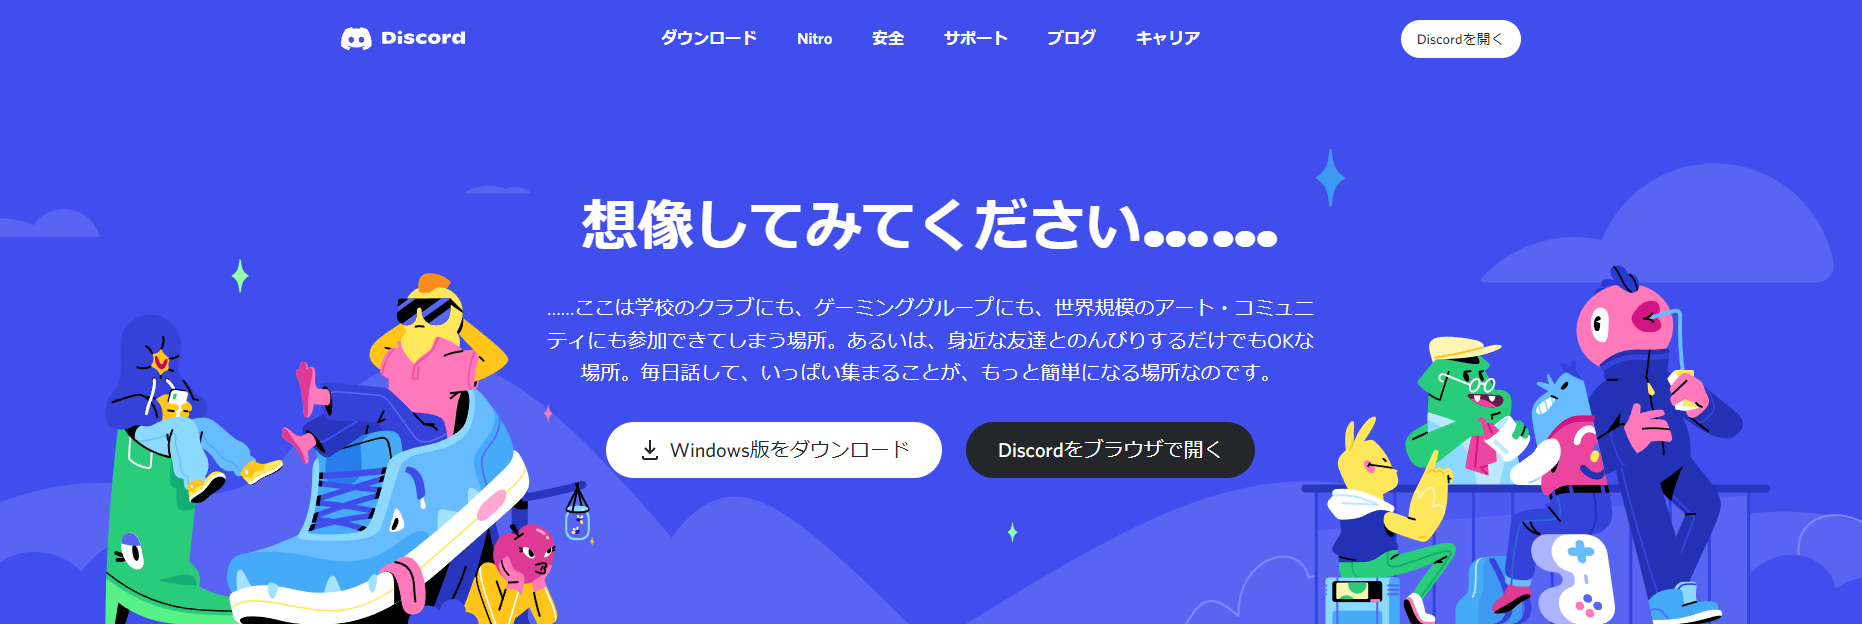 Discord
ダウンロード Nitro 安全 サポート ブログ キャリア
Discordを開く
想像してみてください……
……ここは学校のクラブにも、ゲーミンググループにも、世界規模のアート・コミュニ
ティにも参加できてしまう場所。あるいは、身近な友達とのんびりするだけでもOKな
場所。毎日話して、いっぱい集まることが、もっと簡単になる場所なのです。
Windows版をダウンロード
Discordをブラウザで開く